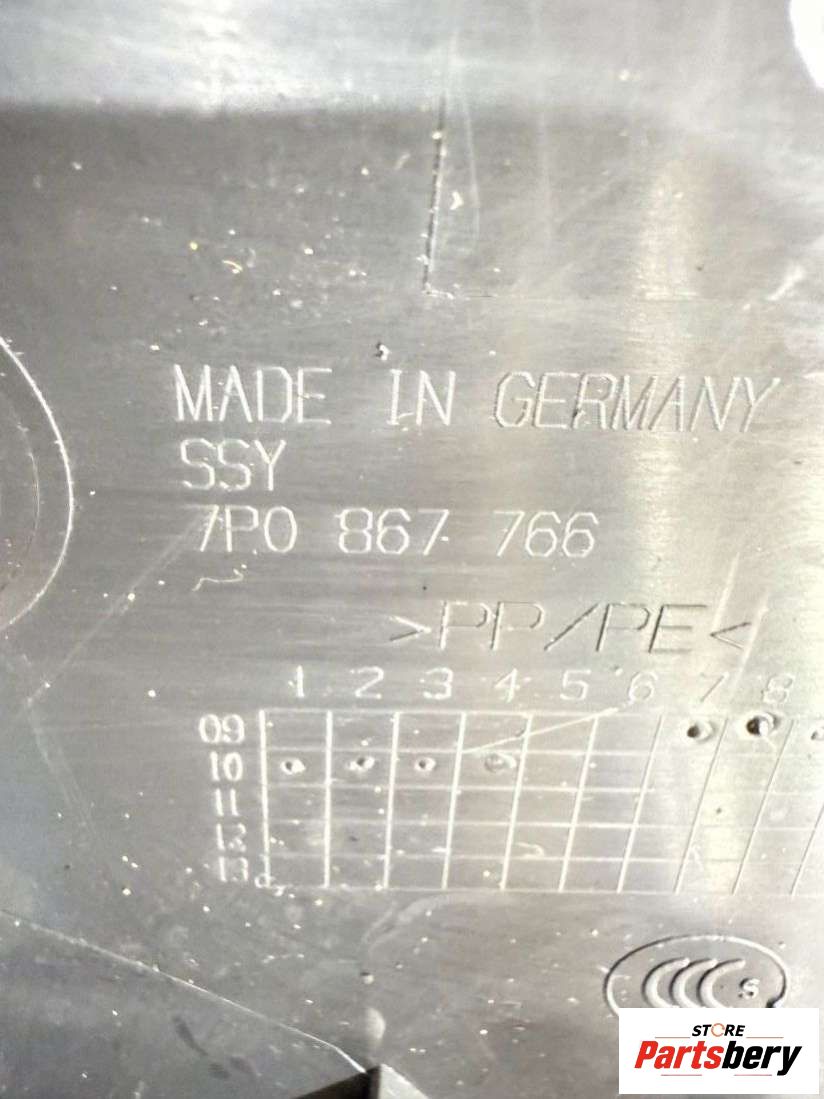 MADE IN GERMANY
SSY
7P0 867 766
>PP/PE<
1 2 3 4 5 6 7 8
09
10
11
12
13
CCC S
STORE
Partsbery